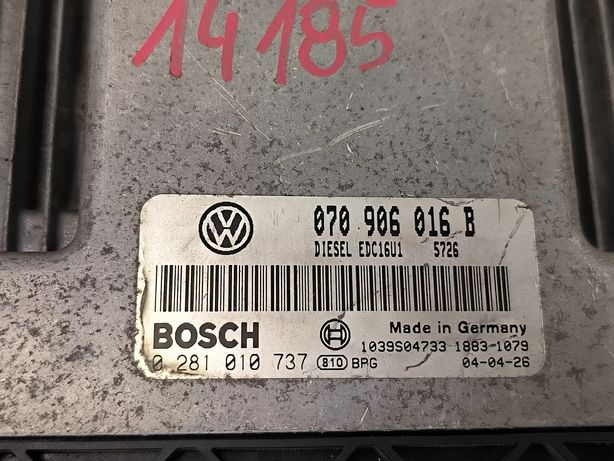 14185
070 906 016 B
DIESEL EDC16U1 5726
BOSCH
Made in Germany
1039S04733 1883-1079
0 281 010 737 810 BPG 04-04-26